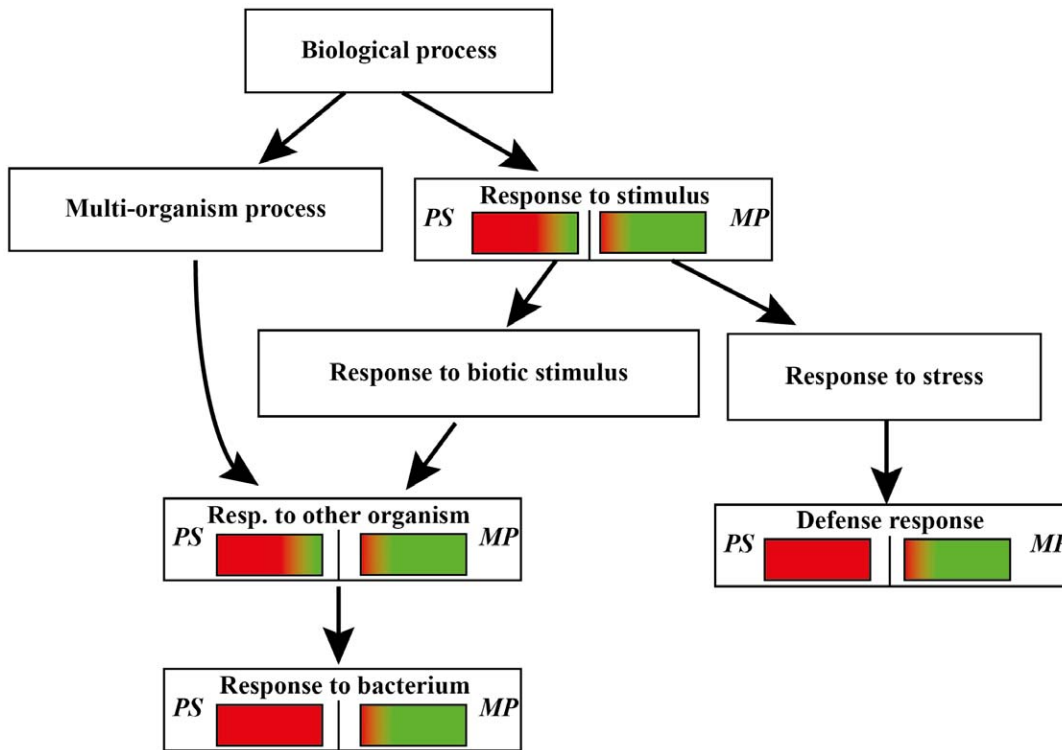 Biological process
Multi-organism process
Response to stimulus
PS MP
Response to biotic stimulus
Response to stress
Resp. to other organism
PS MP
Defense response
PS MP
Response to bacterium
PS MP